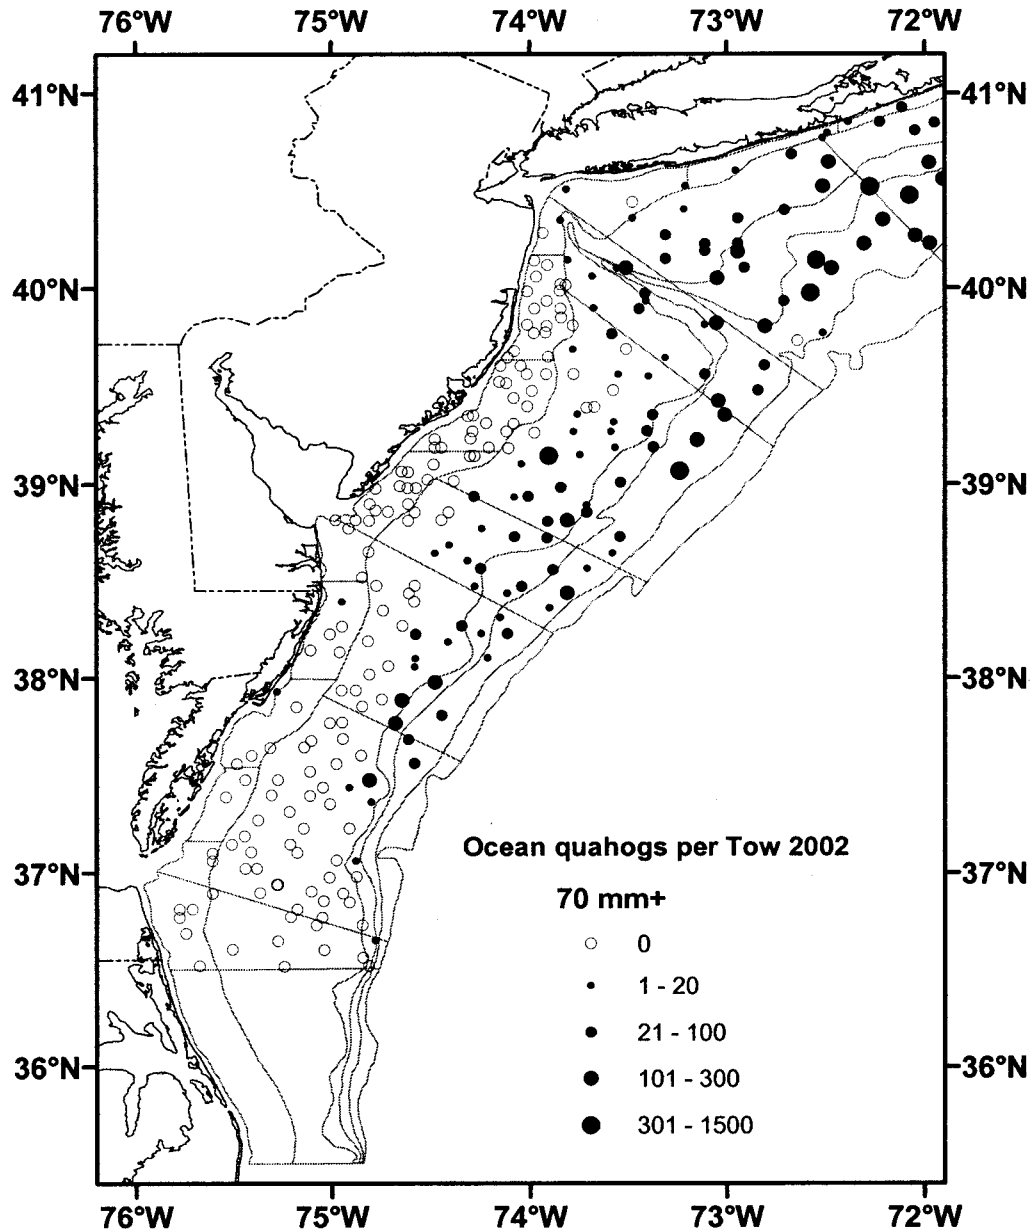 76°W 75°W 74°W 73°W 72°W
41°N 41°N
40°N 40°N
39°N 39°N
38°N 38°N
Ocean quahogs per Tow 2002
37°N 37°N
70 mm+
0
1 - 20
21 - 100
36°N 36°N
101 - 300
301 - 1500
76°W 75°W 74°W 73°W 72°W